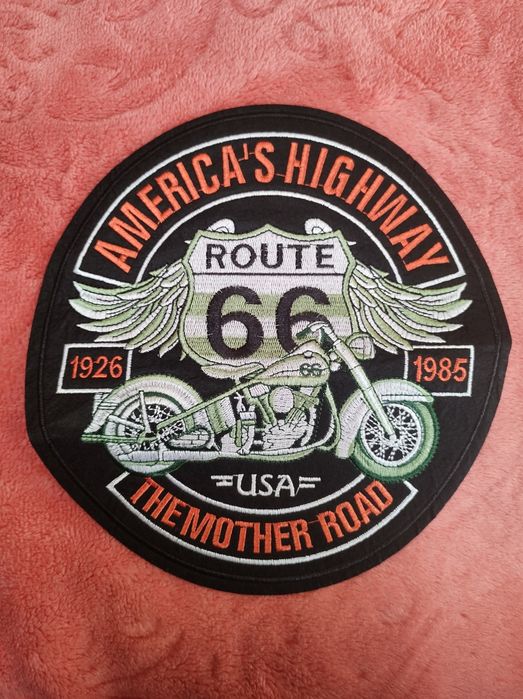 AMERICA'S HIGHWAY
ROUTE
66
1926
1985
66
USA
THE MOTHER ROAD